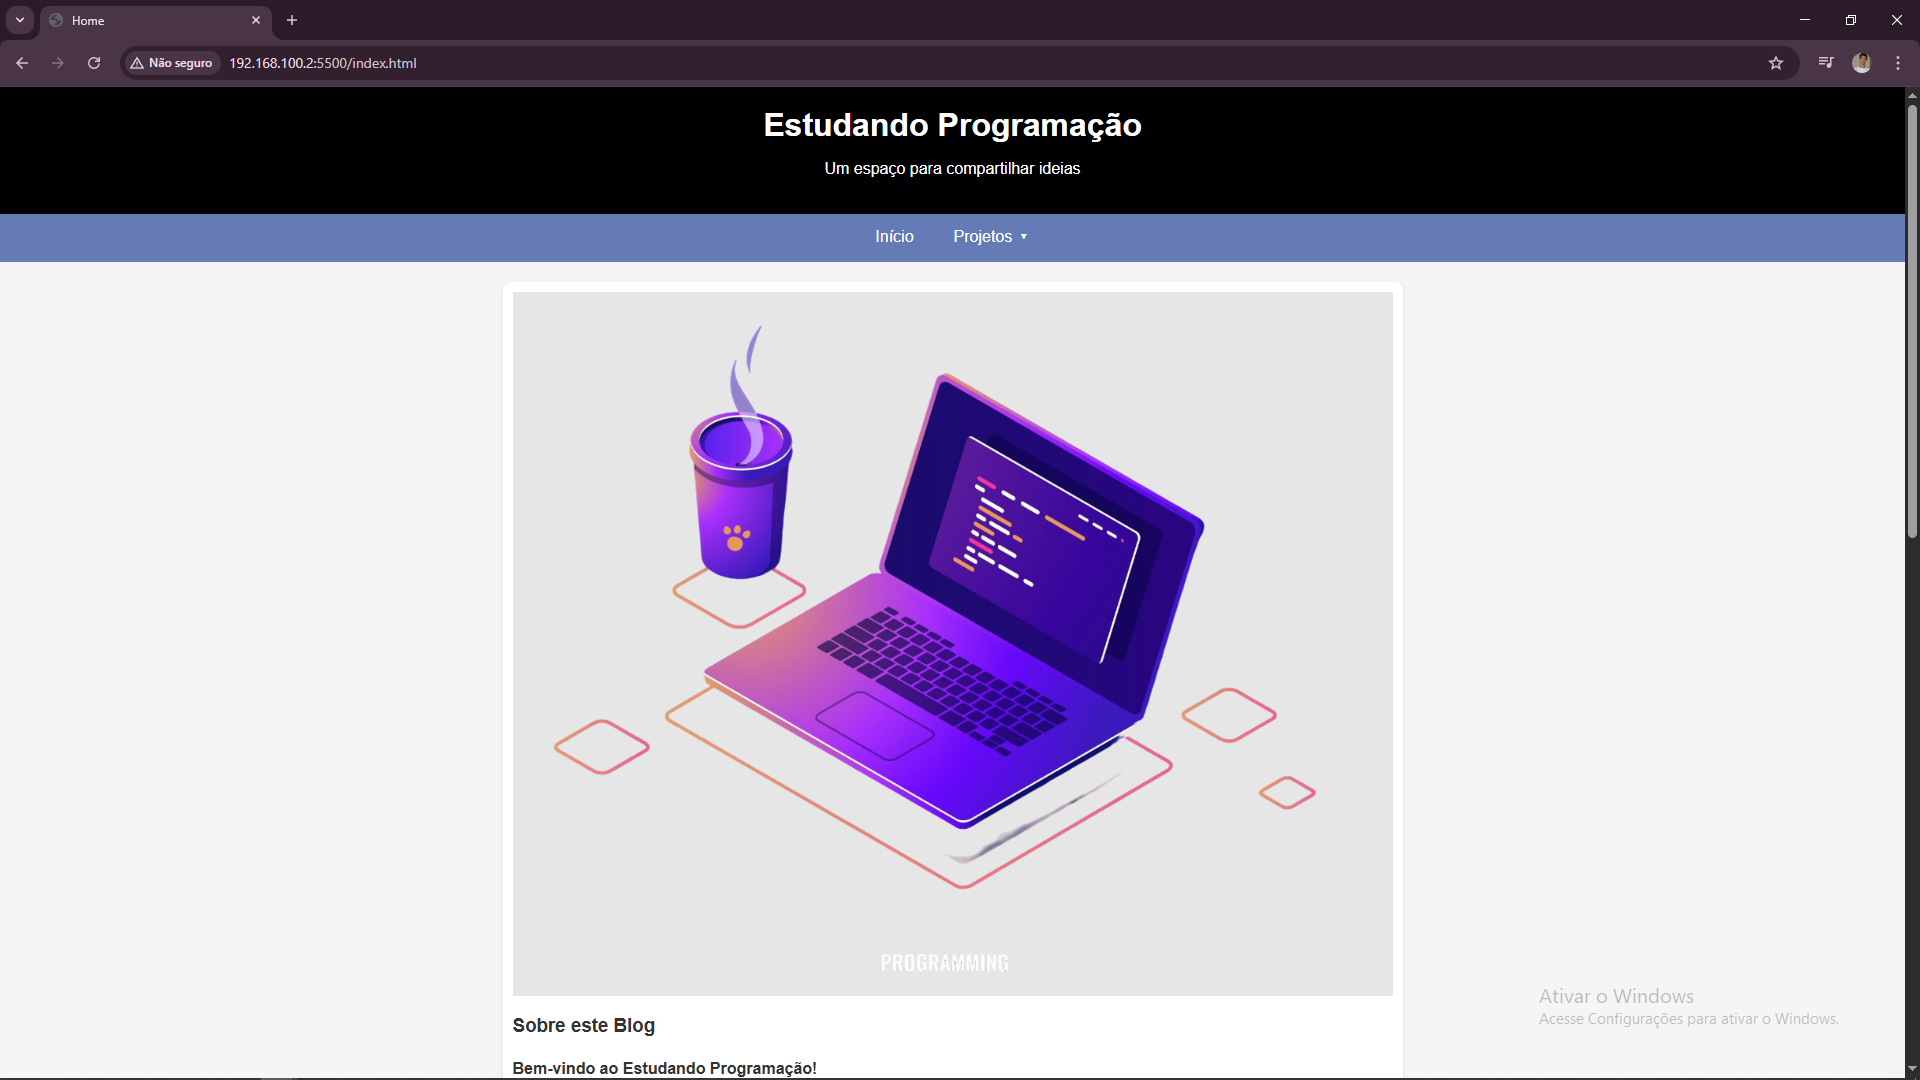 Home
Não seguro
192.168.100.2:5500/index.html
Estudando Programação
Um espaço para compartilhar ideias
Início
Projetos
PROGRAMMING
Sobre este Blog
Bem-vindo ao Estudando Programação!
Ativar o Windows
Acesse Configurações para ativar o Windows.